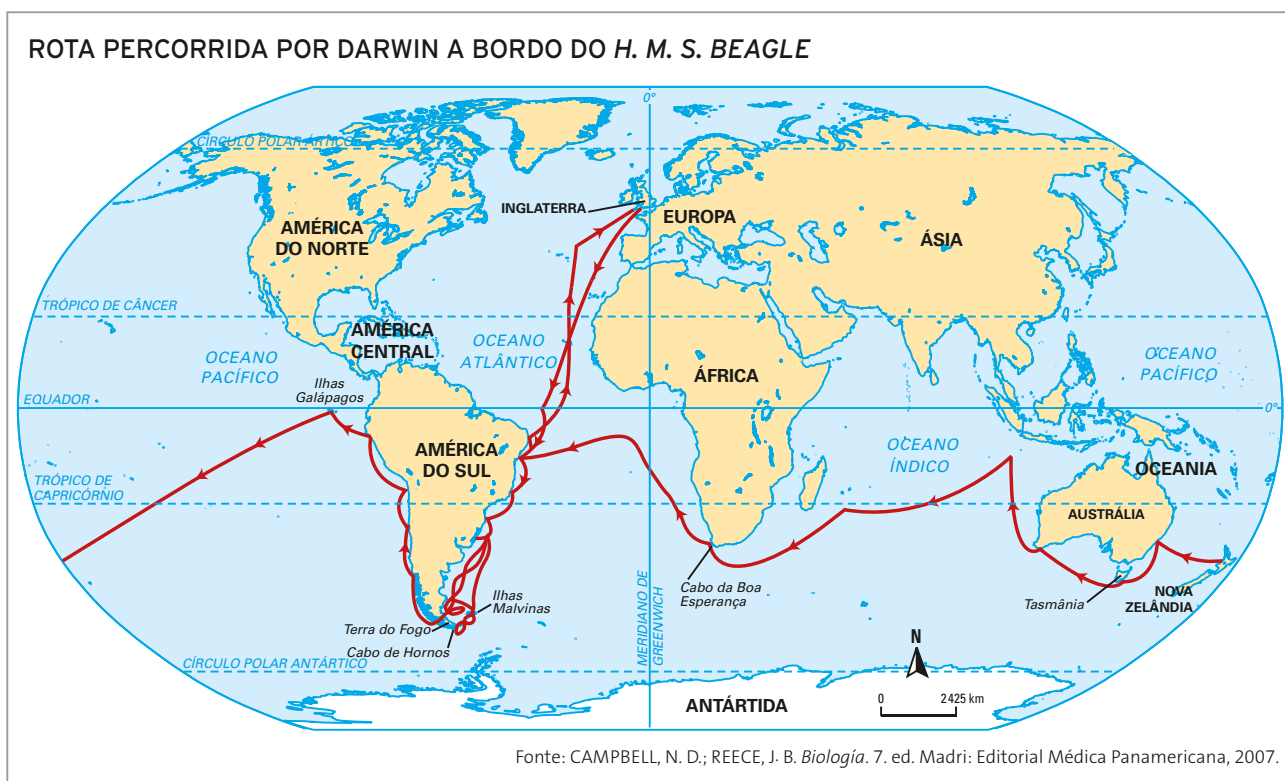 ROTA PERCORRIDA POR DARWIN A BORDO DO H. M. S. BEAGLE
0°
CÍRCULO POLAR ÁRTICO
INGLATERRA
EUROPA
AMÉRICA
DO NORTE
ÁSIA
TRÓPICO DE CÂNCER
AMÉRICA
CENTRAL
OCEANO
ATLÂNTICO
OCEANO
PACÍFICO
OCEANO
PACÍFICO
ÁFRICA
Ilhas
Galápagos
EQUADOR
0°
AMÉRICA
DO SUL
OCEANO
ÍNDICO
OCEANIA
TRÓPICO DE
CAPRICÓRNIO
AUSTRÁLIA
Cabo da Boa
Esperança
Ilhas
Malvinas
Tasmânia
NOVA
ZELÂNDIA
Terra do Fogo
Cabo de Hornos
MERIDIANO DE
GREENWICH
N
CÍRCULO POLAR ANTÁRTICO
ANTÁRTIDA
0 2 425 km
Fonte: CAMPBELL, N. D.; REECE, J. B. Biología. 7. ed. Madri: Editorial Médica Panamericana, 2007.